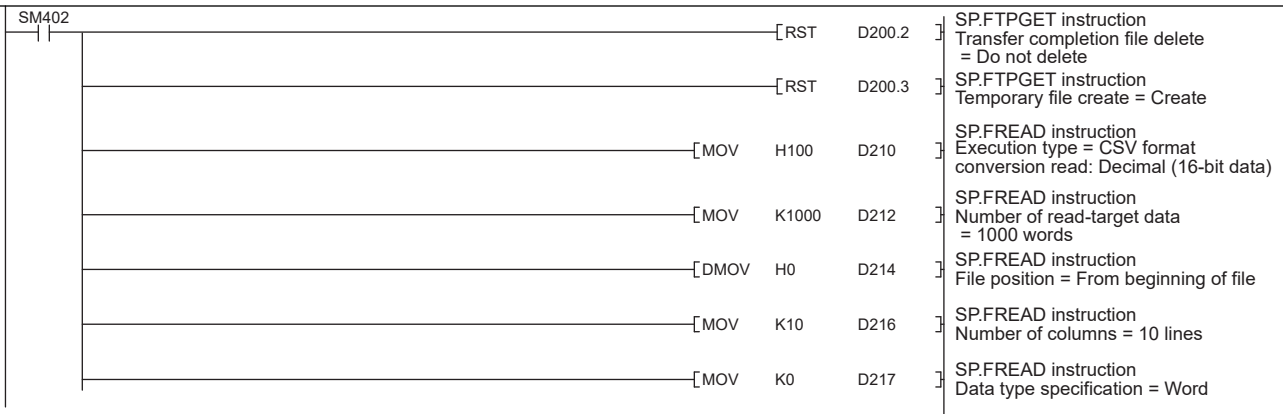 SM402
RST D200.2 SP.FTPGET instruction
Transfer completion file delete
= Do not delete
RST D200.3 SP.FTPGET instruction
Temporary file create = Create
SP.FREAD instruction
MOV H100 D210 Execution type = CSV format
conversion read: Decimal (16-bit data)
SP.FREAD instruction
MOV K1000 D212 Number of read-target data
= 1000 words
SP.FREAD instruction
DMOV H0 D214 File position = From beginning of file
MOV K10 D216 SP.FREAD instruction
Number of columns = 10 lines
MOV K0 D217 SP.FREAD instruction
Data type specification = Word